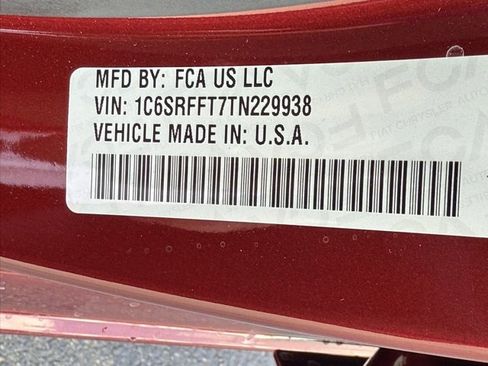 MFD BY: FCA US LLC
VIN: 1C6SRFFT7TN229938
VEHICLE MADE IN: U.S.A.